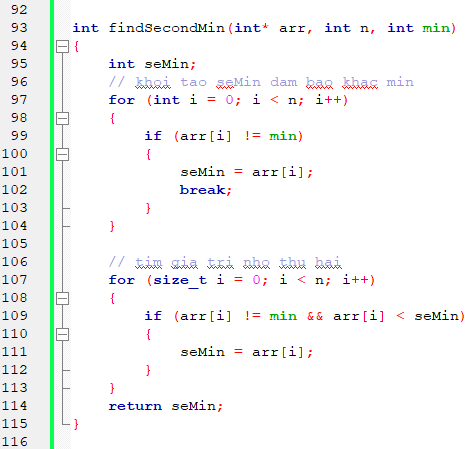 92
93 int findSecondMin(int* arr, int n, int min)
94 {
95 int seMin;
96 // khoi tao seMin dam bao khac min
97 for (int i = 0; i < n; i++)
98 {
99 if (arr[i] != min)
100 {
101 seMin = arr[i];
102 break;
103 }
104 }
105
106 // tim gia tri nho thu hai
107 for (size_t i = 0; i < n; i++)
108 {
109 if (arr[i] != min && arr[i] < seMin)
110 {
111 seMin = arr[i];
112 }
113 }
114 return seMin;
115 }
116